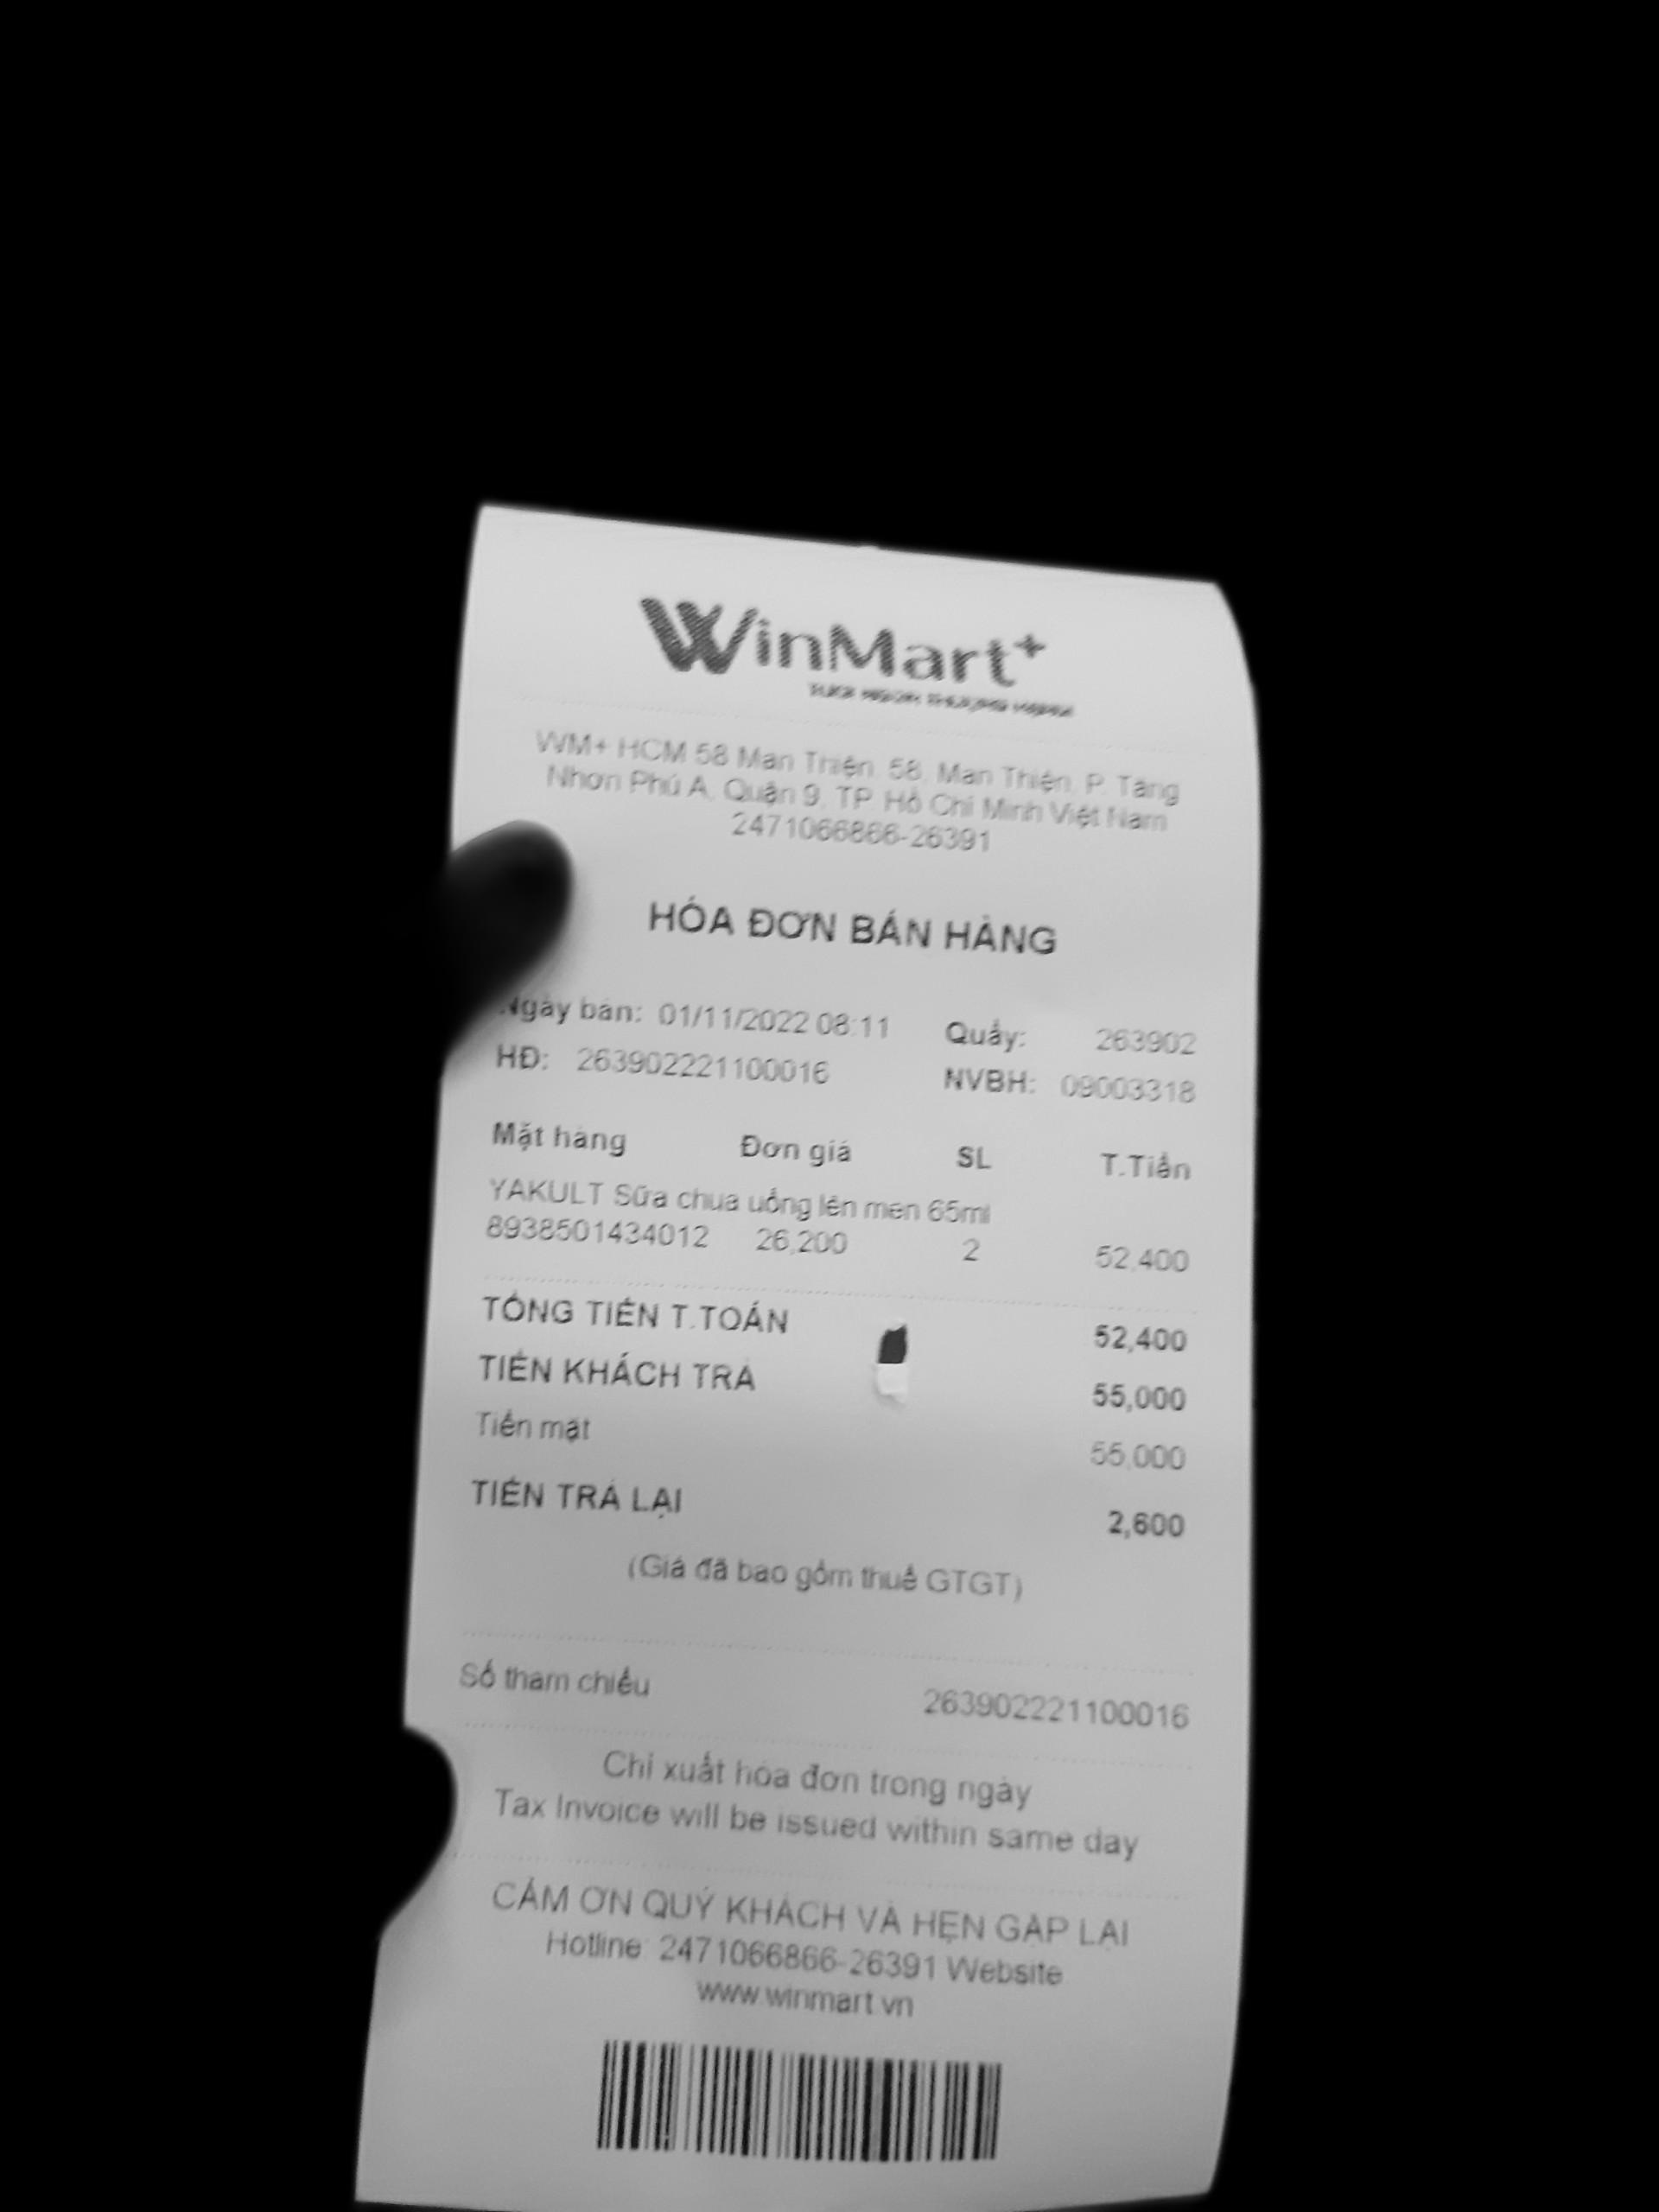 WinMart+
WM+ HCM 58 Man Thiện, 58, Man Thiện, P. Tăng
Nhơn Phú A, Quận 9, TP. Hồ Chí Minh Việt Nam
2471066866-26391
HÓA ĐƠN BÁN HÀNG
Ngày bán: 01/11/2022 08:11 Quầy: 263902
HĐ: 263902221100016 NVBH: 09003318
Mặt hàng Đơn giá SL T.Tiền
YAKULT Sữa chua uống lên men 65ml
8938501434012 26,200 2 52,400
TỔNG TIỀN T.TOÁN 52,400
TIỀN KHÁCH TRẢ 55,000
Tiền mặt 55,000
TIỀN TRẢ LẠI 2,600
(Giá đã bao gồm thuế GTGT)
Số tham chiếu 263902221100016
Chỉ xuất hóa đơn trong ngày
Tax Invoice will be issued within same day
CẢM ƠN QUÝ KHÁCH VÀ HẸN GẶP LẠI
Hotline: 2471066866-26391 Website
www.winmart.vn